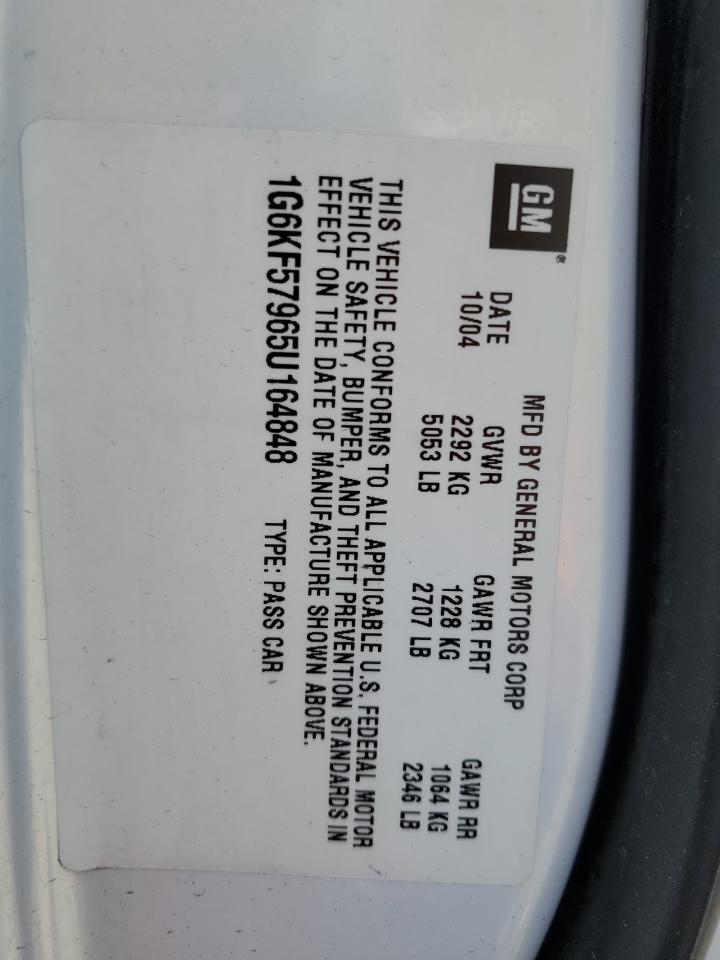 GM®
MFD BY GENERAL MOTORS CORP
DATE GVWR GAWR FRT GAWR RR
10/04 2292 KG 1228 KG 1064 KG
5053 LB 2707 LB 2346 LB
THIS VEHICLE CONFORMS TO ALL APPLICABLE U.S. FEDERAL MOTOR
VEHICLE SAFETY, BUMPER, AND THEFT PREVENTION STANDARDS IN
EFFECT ON THE DATE OF MANUFACTURE SHOWN ABOVE.
1G6KF57965U164848 TYPE: PASS CAR